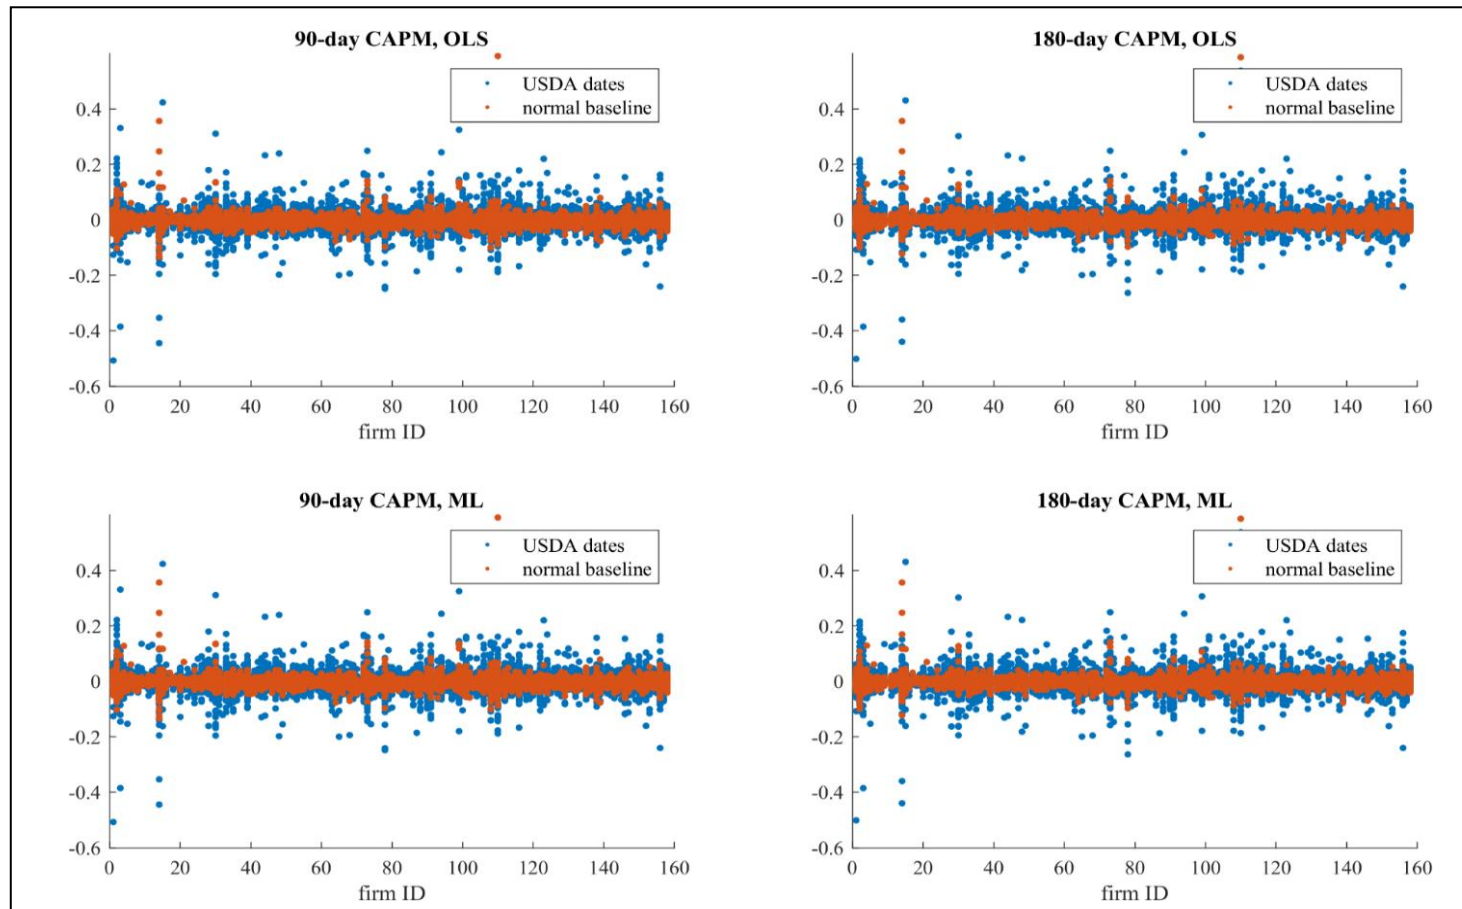 90-day CAPM, OLS
USDA dates
normal baseline
0.4
0.2
0
-0.2
-0.4
-0.6
0 20 40 60 80 100 120 140 160
firm ID
180-day CAPM, OLS
USDA dates
normal baseline
0.4
0.2
0
-0.2
-0.4
-0.6
0 20 40 60 80 100 120 140 160
firm ID
90-day CAPM, ML
USDA dates
normal baseline
0.4
0.2
0
-0.2
-0.4
-0.6
0 20 40 60 80 100 120 140 160
firm ID
180-day CAPM, ML
USDA dates
normal baseline
0.4
0.2
0
-0.2
-0.4
-0.6
0 20 40 60 80 100 120 140 160
firm ID